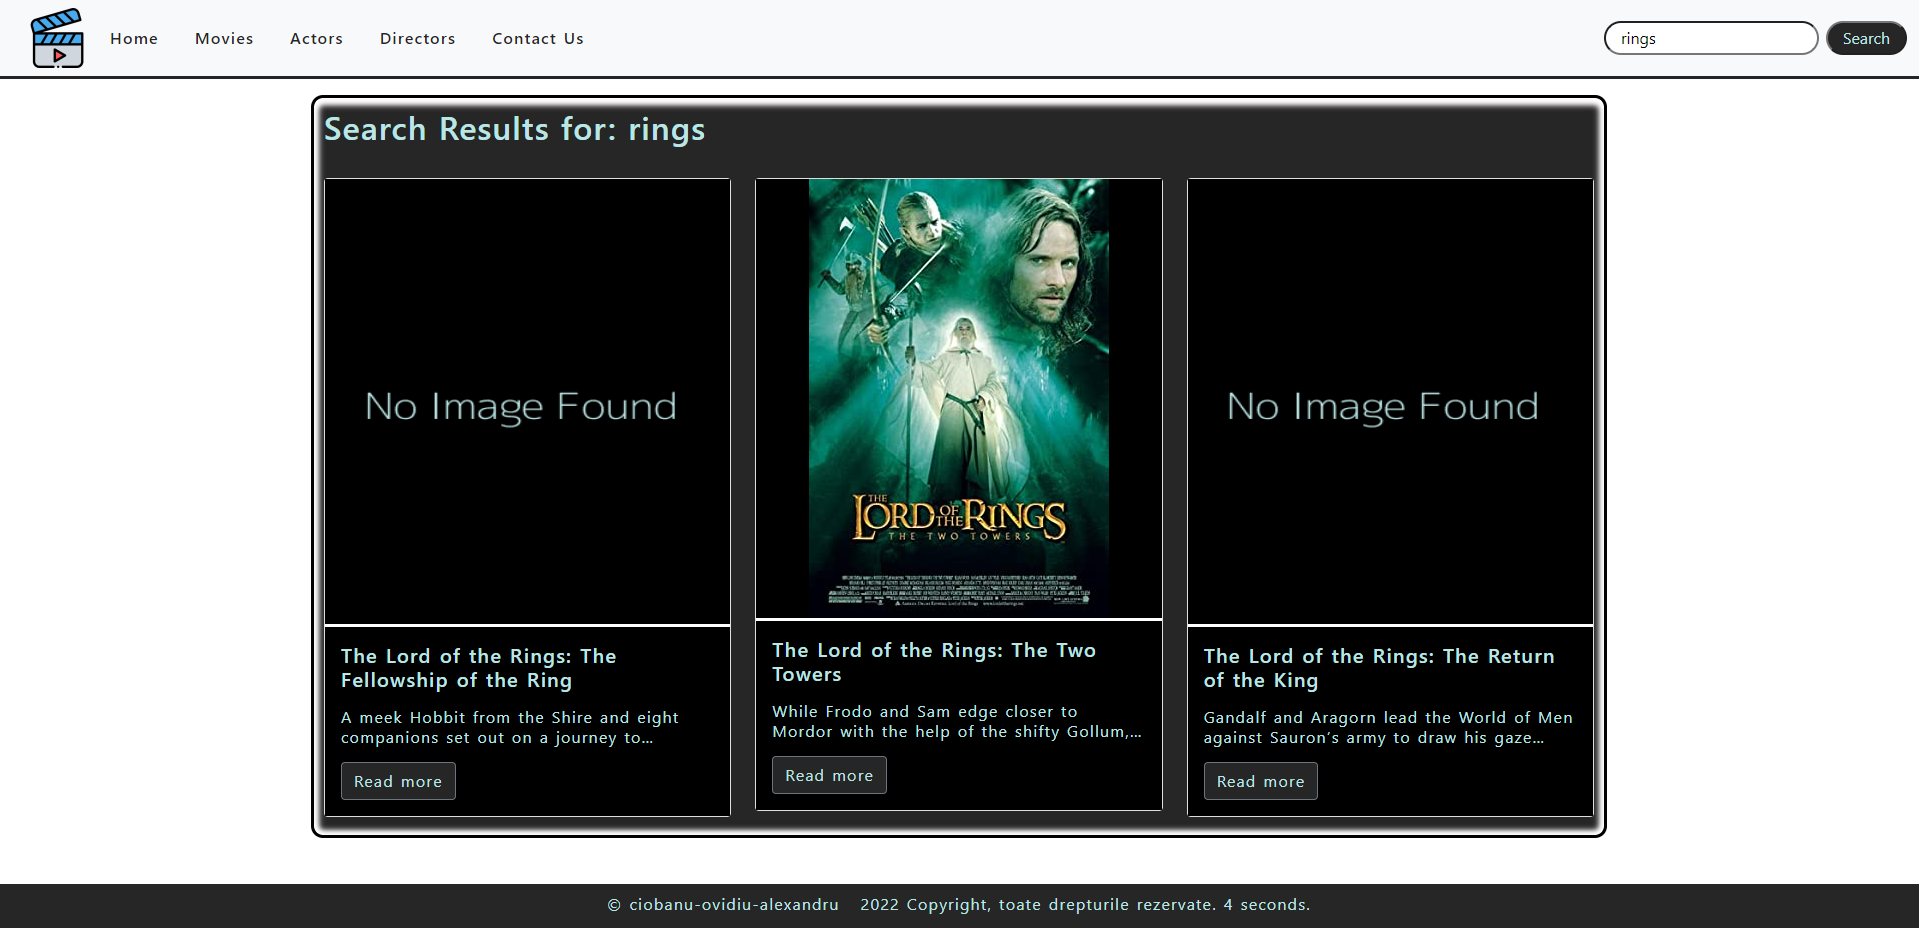 Home Movies Actors Directors Contact Us rings Search
Search Results for: rings
No Image Found
The Lord of the Rings: The
Fellowship of the Ring
A meek Hobbit from the Shire and eight
companions set out on a journey to...
Read more
THE
LORD OF THE RINGS
THE TWO TOWERS
The Lord of the Rings: The Two
Towers
While Frodo and Sam edge closer to
Mordor with the help of the shifty Gollum,...
Read more
No Image Found
The Lord of the Rings: The Return
of the King
Gandalf and Aragorn lead the World of Men
against Sauron's army to draw his gaze...
Read more
© ciobanu-ovidiu-alexandru 2022 Copyright, toate drepturile rezervate. 4 seconds.